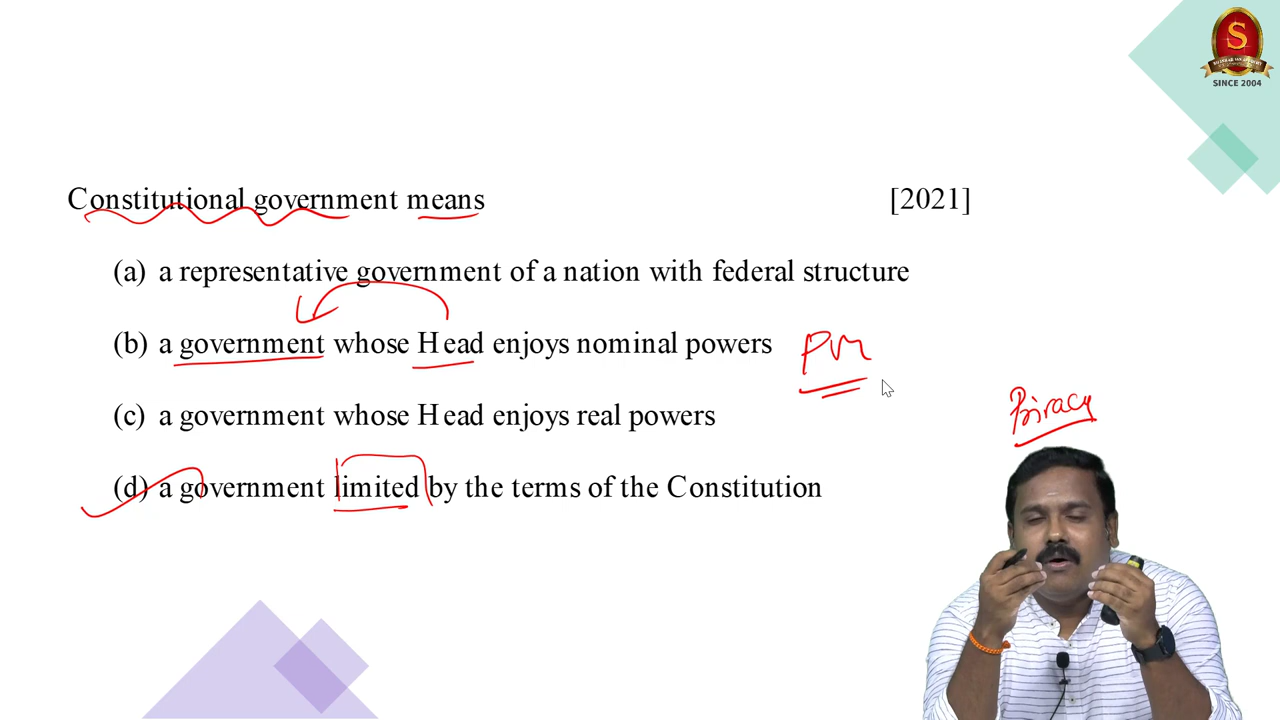 S
SINCE 2004
Constitutional government means [2021]
(a) a representative government of a nation with federal structure
(b) a government whose Head enjoys nominal powers PM
(c) a government whose Head enjoys real powers
Privacy
(d) a government limited by the terms of the Constitution